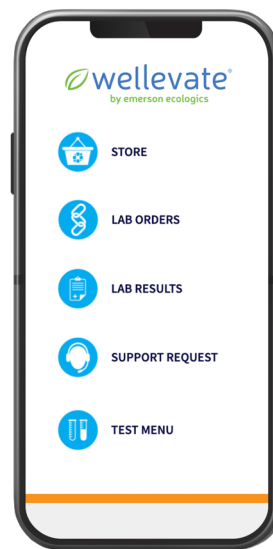 wellevate®
by emerson ecologics
STORE
LAB ORDERS
LAB RESULTS
SUPPORT REQUEST
TEST MENU